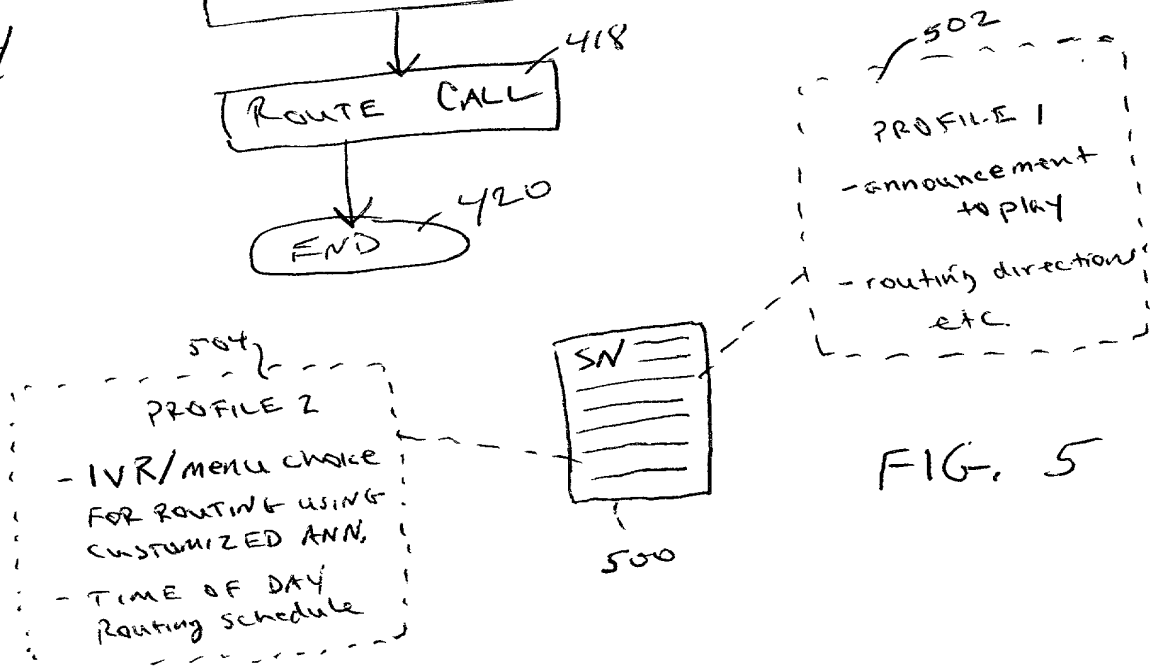 418
ROUTE CALL
420
END
502
PROFILE 1
- announcement
to play
- routing directions
etc.
504
PROFILE 2
- IVR/menu choice
FOR ROUTING USING
CUSTOMIZED ANN.
- TIME OF DAY
Routing schedule
SN
500
FIG. 5